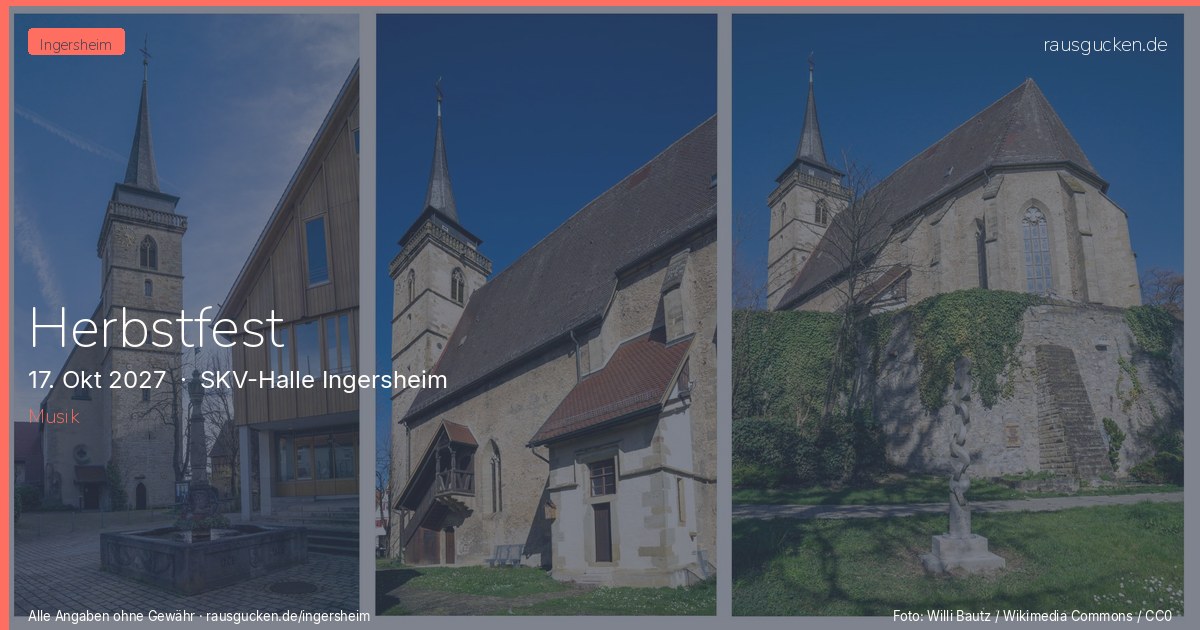 Ingersheim
rausgucken.de
Herbstfest
17. Okt 2027 · SKV-Halle Ingersheim
Musik
Alle Angaben ohne Gewähr · rausgucken.de/ingersheim
Foto: Willi Bautz / Wikimedia Commons / CC0